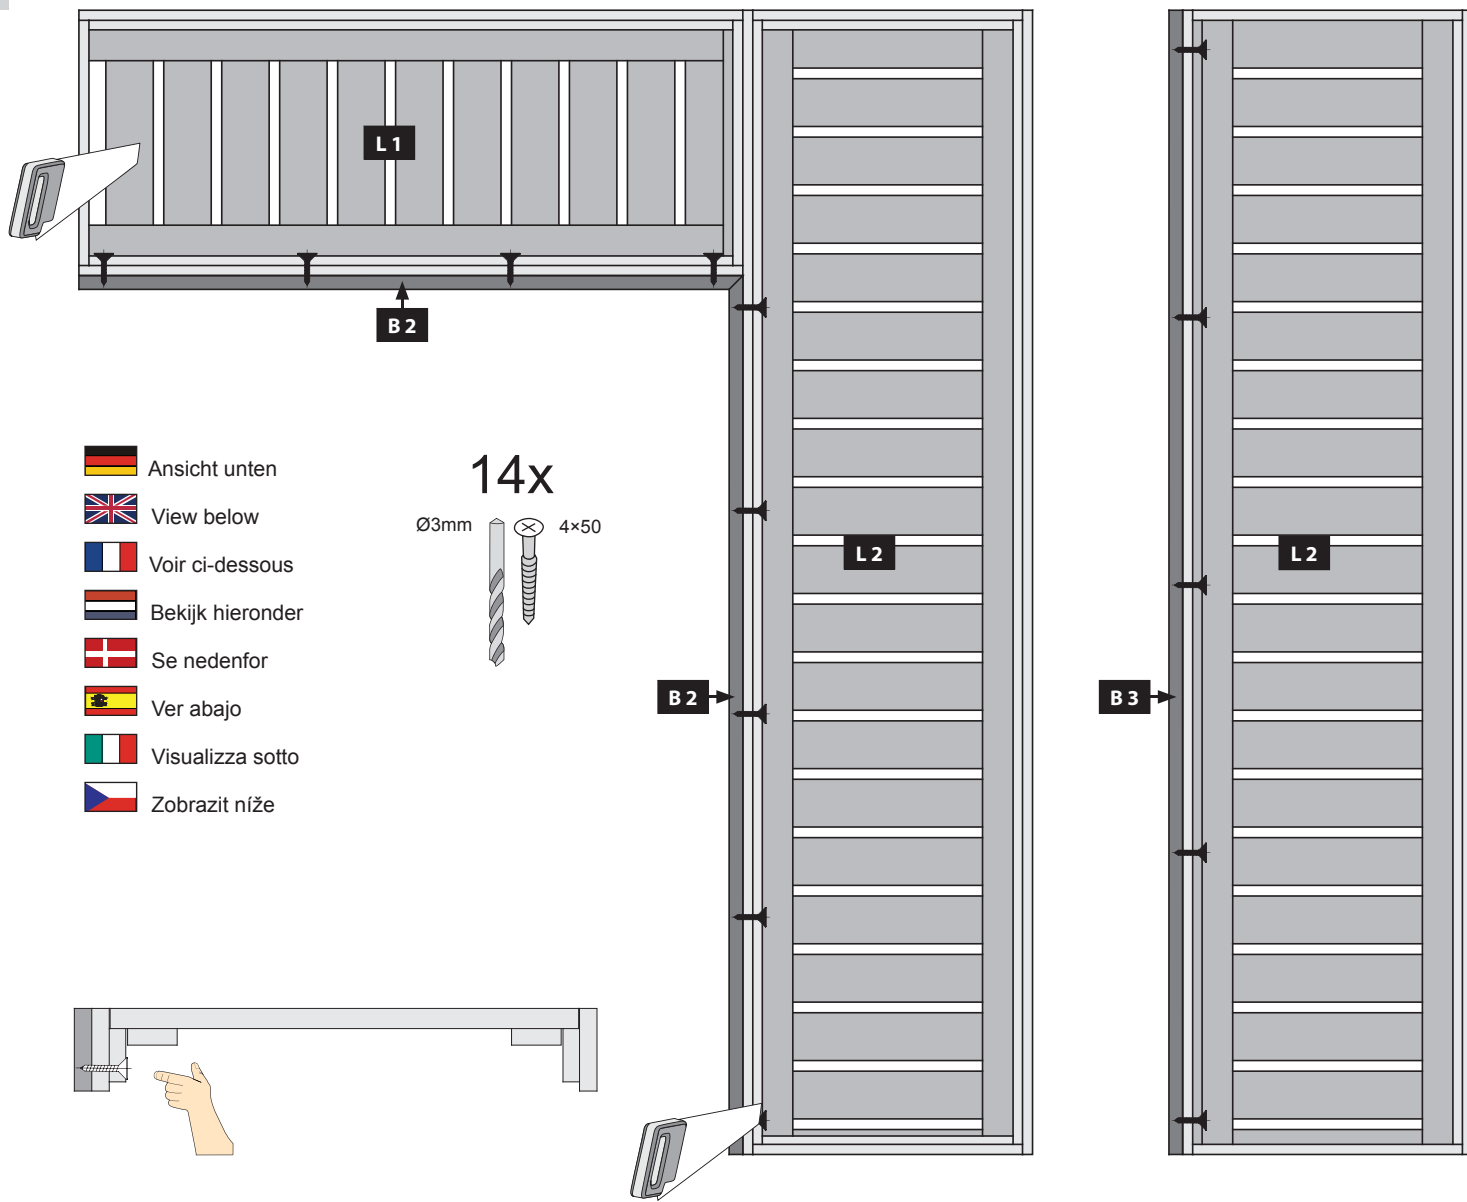 L 1
B 2
Ansicht unten
View below
Voir ci-dessous
Bekijk hieronder
Se nedenfor
Ver abajo
Visualizza sotto
Zobrazit níže
14x
Ø3mm
4×50
L 2
B 2
L 2
B 3